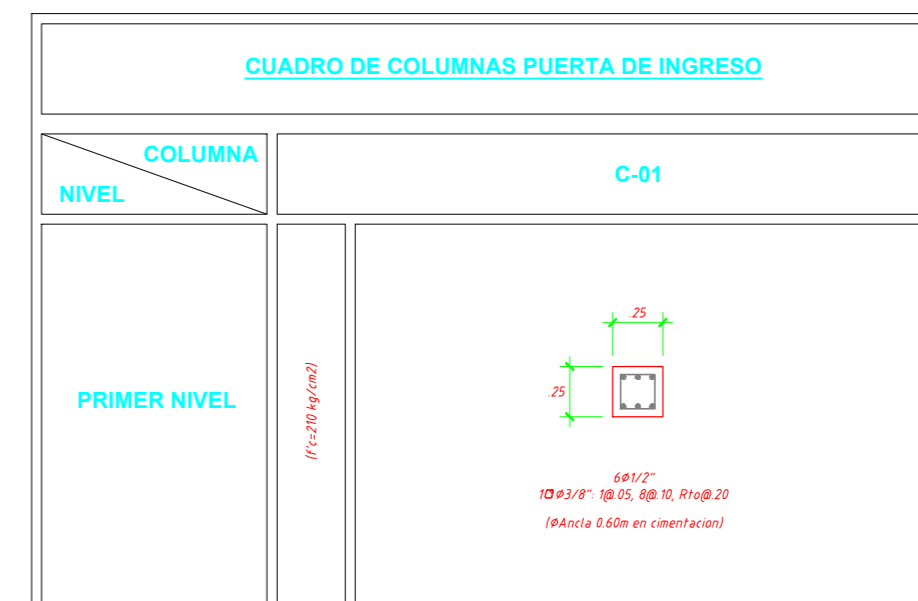 CUADRO DE COLUMNAS PUERTA DE INGRESO
COLUMNA
NIVEL
C-01
PRIMER NIVEL
(f'c=210 kg/cm2)
.25
.25
6Ø1/2"
1□ Ø3/8": 1@.05, 8@.10, Rto@.20
(ØAncla 0.60m en cimentacion)